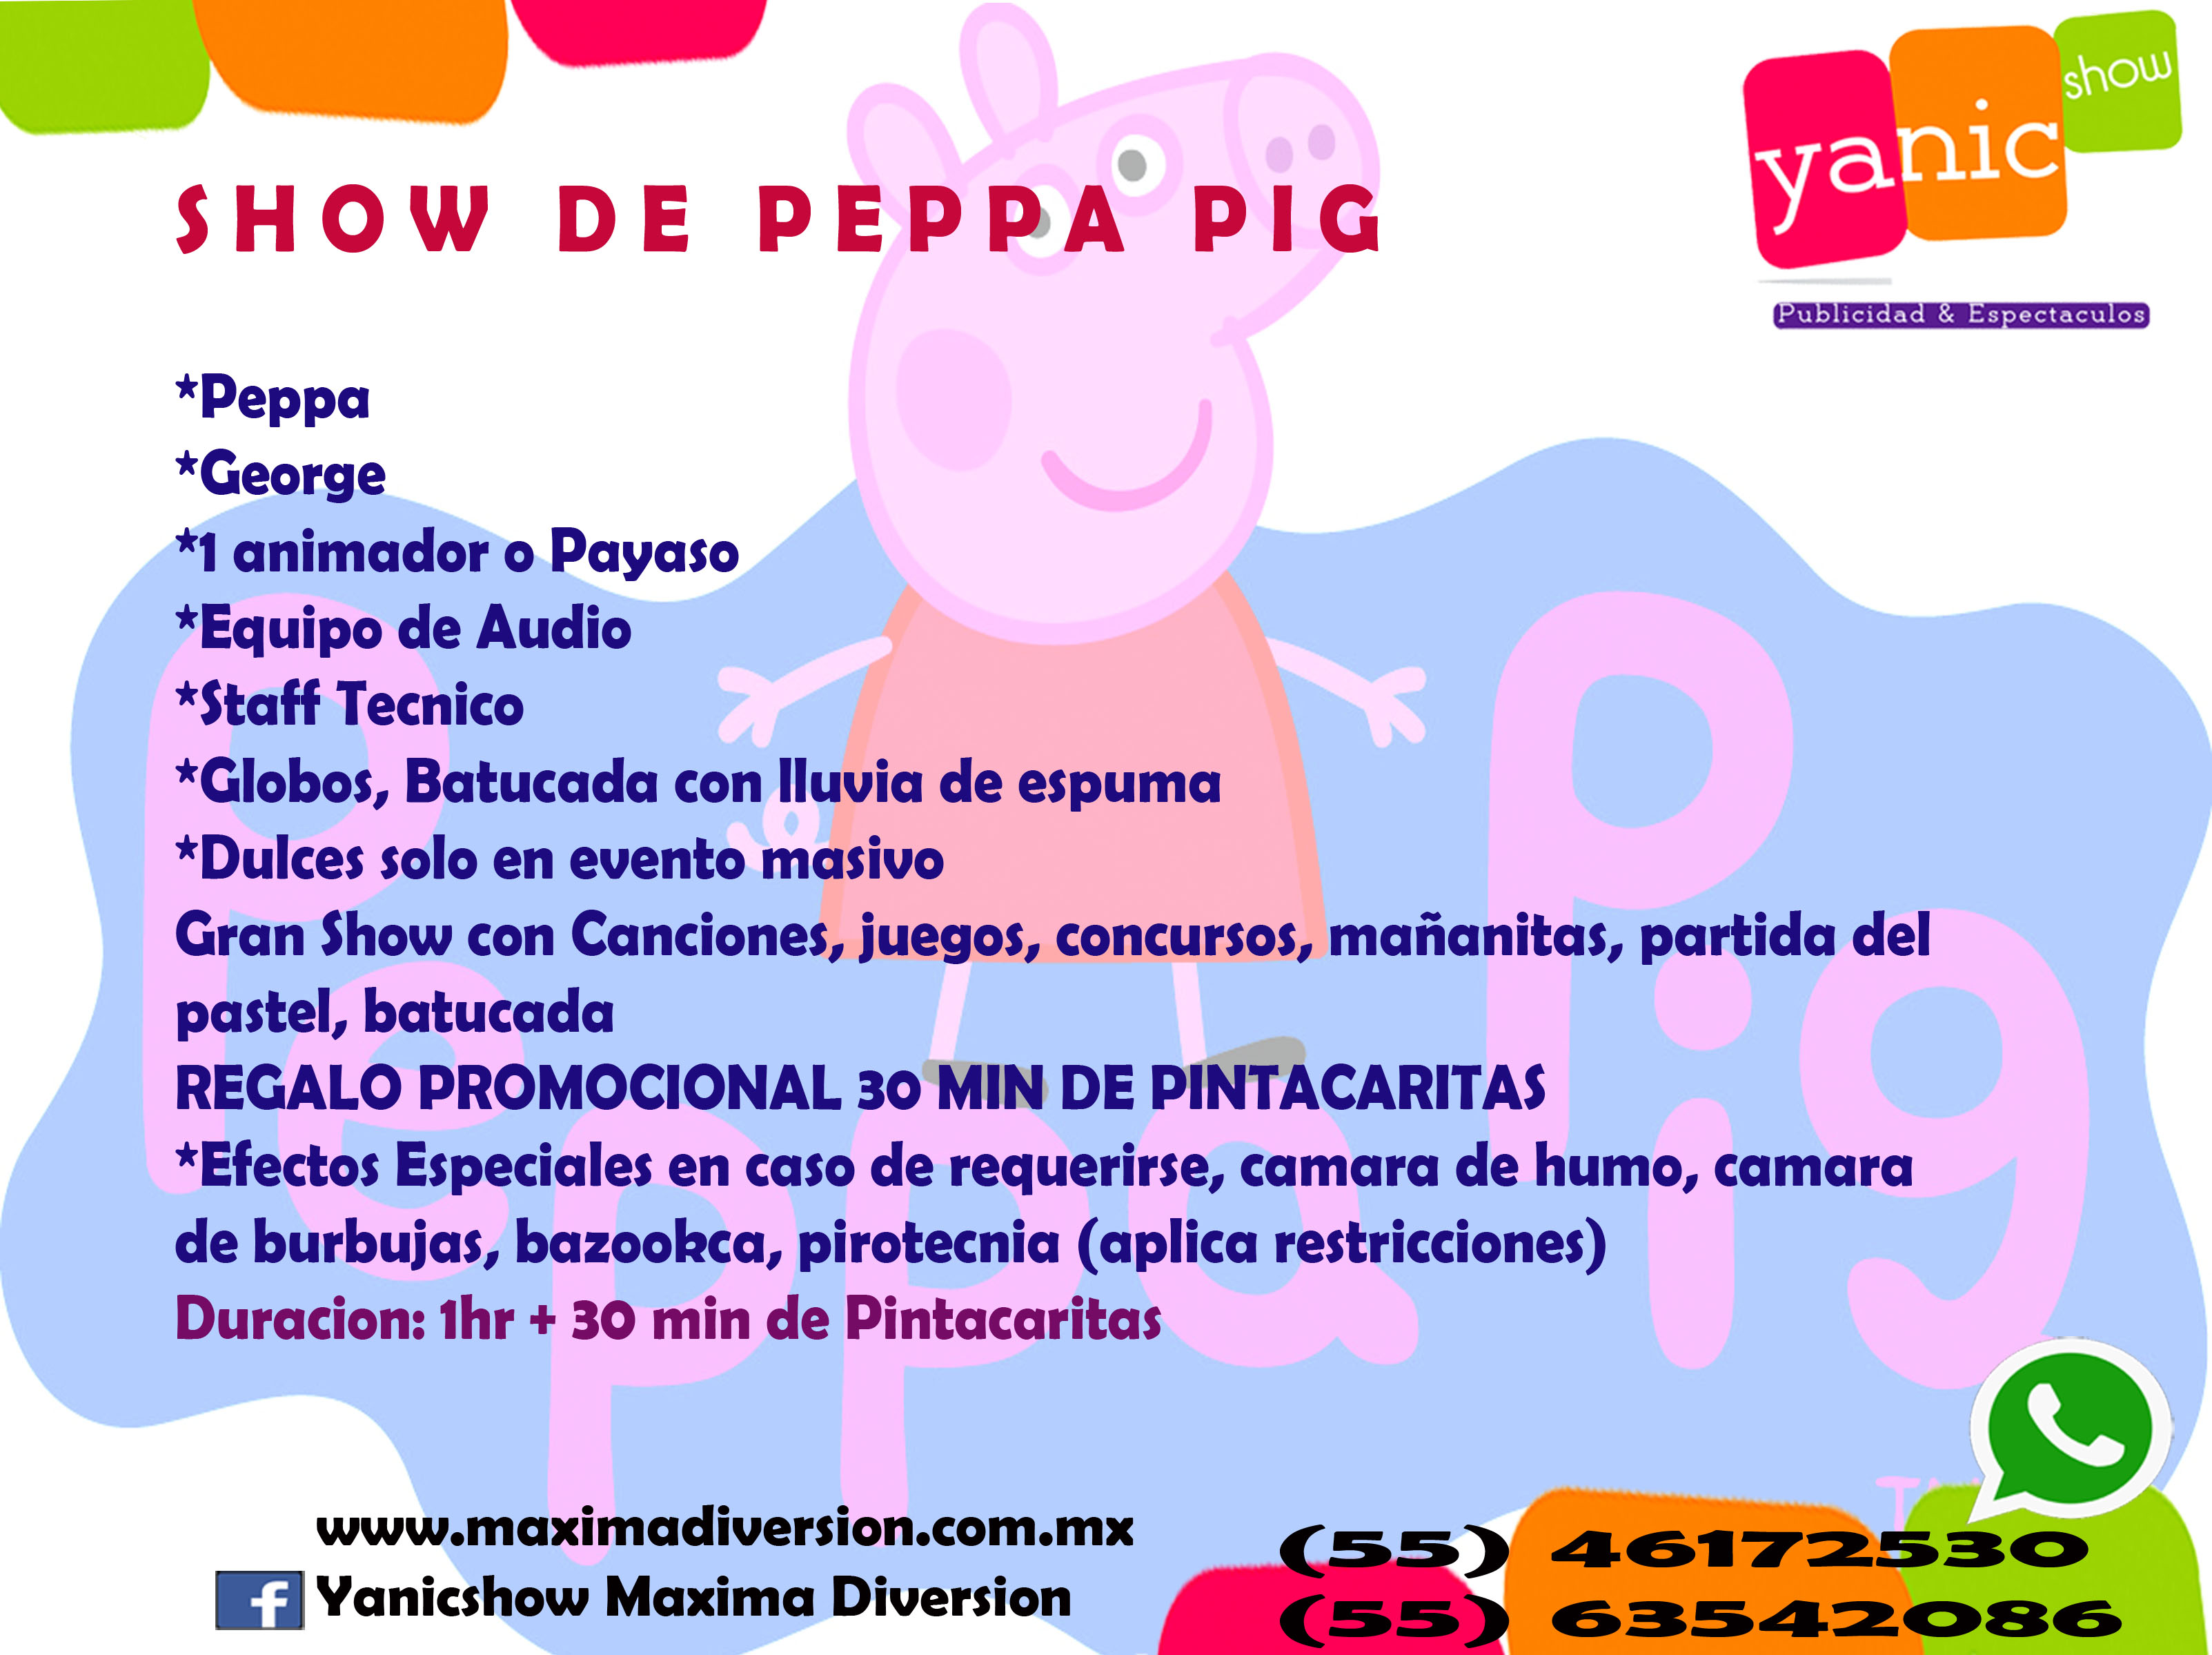 show
yanic
Publicidad & Espectaculos
SHOW DE PEPPA PIG
*Peppa
*George
*1 animador o Payaso
*Equipo de Audio
*Staff Tecnico
*Globos, Batucada con lluvia de espuma
*Dulces solo en evento masivo
Gran Show con Canciones, juegos, concursos, mañanitas, partida del
pastel, batucada
REGALO PROMOCIONAL 30 MIN DE PINTACARITAS
*Efectos Especiales en caso de requerirse, camara de humo, camara
de burbujas, bazookca, pirotecnia (aplica restricciones)
Duracion: 1hr + 30 min de Pintacaritas
Peppa Pig
www.maximadiversion.com.mx
f Yanicshow Maxima Diversion
(55) 46172530
(55) 63542086